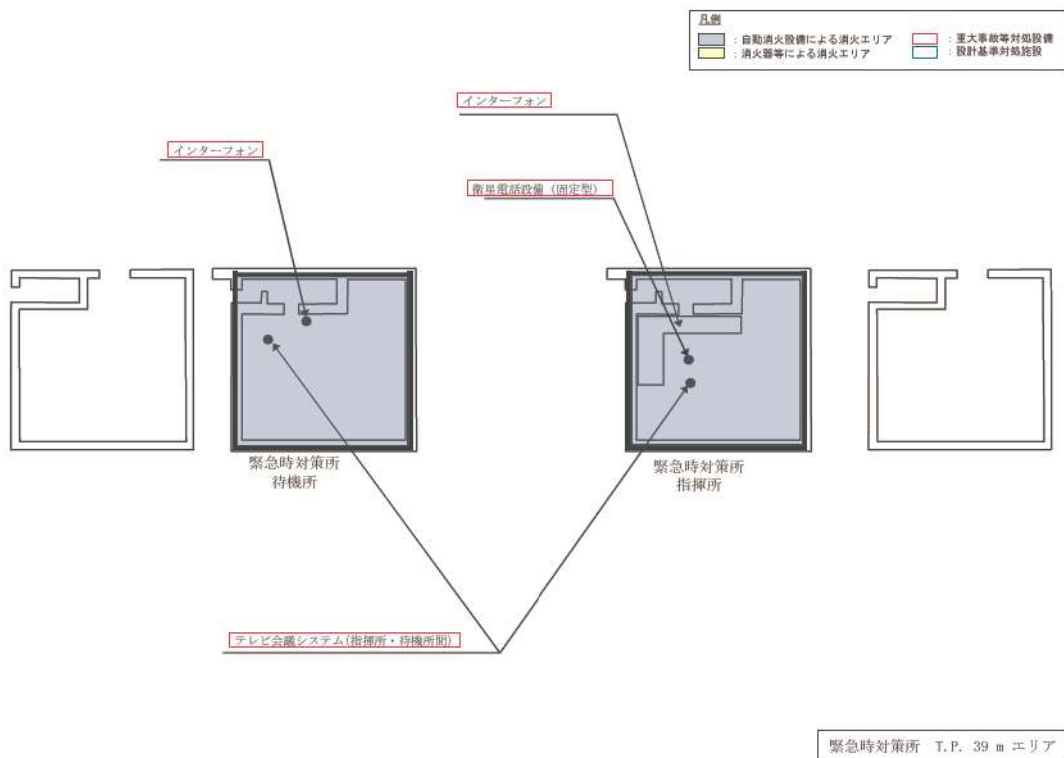 凡例
：自動消火設備による消火エリア
：重大事故等対処設備
：消火器等による消火エリア
：設計基準対処施設
インターフォン
インターフォン
衛星電話設備（固定型）
緊急時対策所
待機所
緊急時対策所
指揮所
テレビ会議システム(指揮所・待機所間)
緊急時対策所 T.P. 39 m エリア